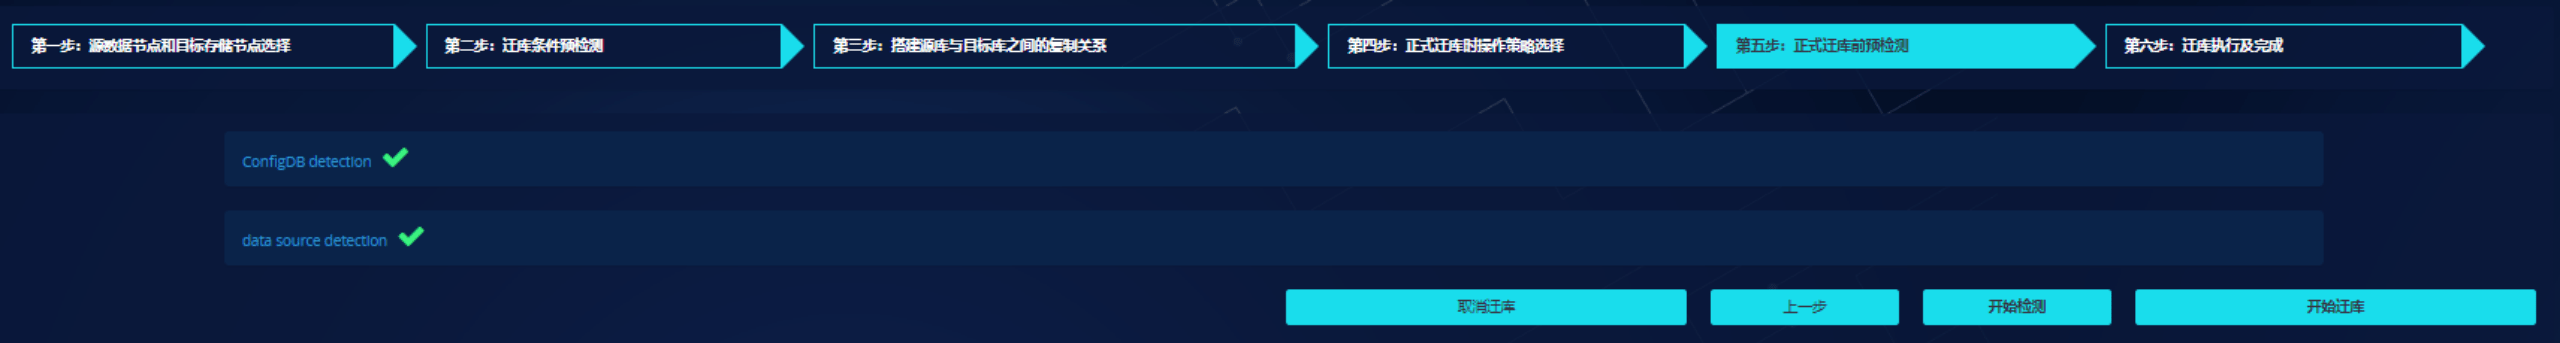 第一步：源数据节点和目标存储节点选择
第二步：迁库条件预检测
第三步：搭建源库与目标库之间的复制关系
第四步：正式迁库时操作策略选择
第五步：正式迁库前预检测
第六步：迁库执行及完成
ConfigDB detection
data source detection
取消迁库 上一步 开始检测 开始迁库